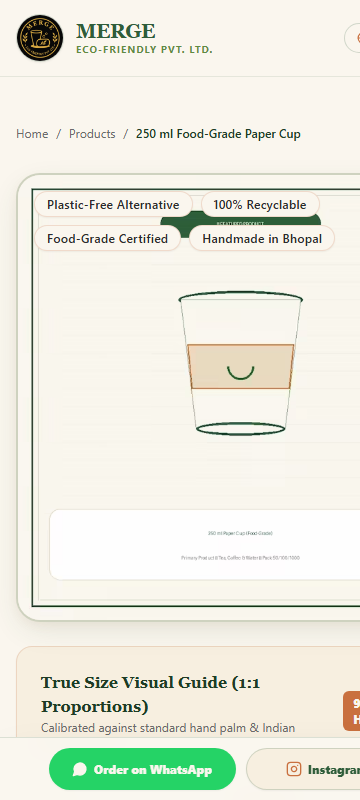 MERGE
ECO-FRIENDLY PVT. LTD.
Home / Products / 250 ml Food-Grade Paper Cup
Plastic-Free Alternative
100% Recyclable
Food-Grade Certified
Handmade in Bhopal
250 ml Paper Cup (Food Grade)
True Size Visual Guide (1:1
Proportions)
Calibrated against standard hand palm & Indian
Order on WhatsApp
Instagram